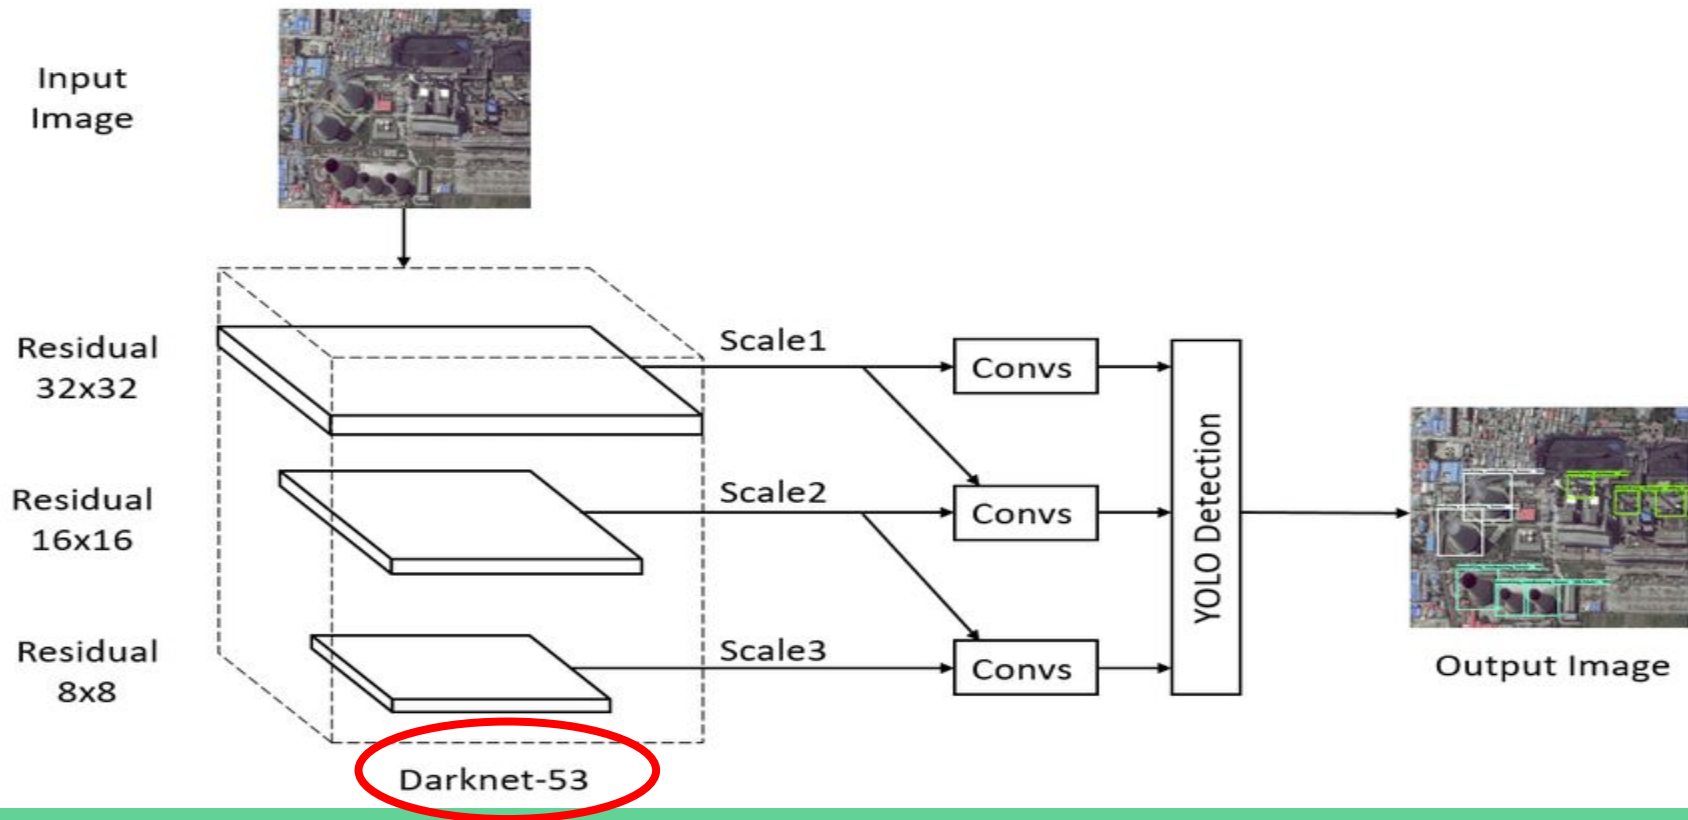 Input
Image
Residual
32x32
Scale1
Convs
Residual
16x16
Scale2
Convs
YOLO Detection
Residual
8x8
Scale3
Convs
Output Image
Darknet-53